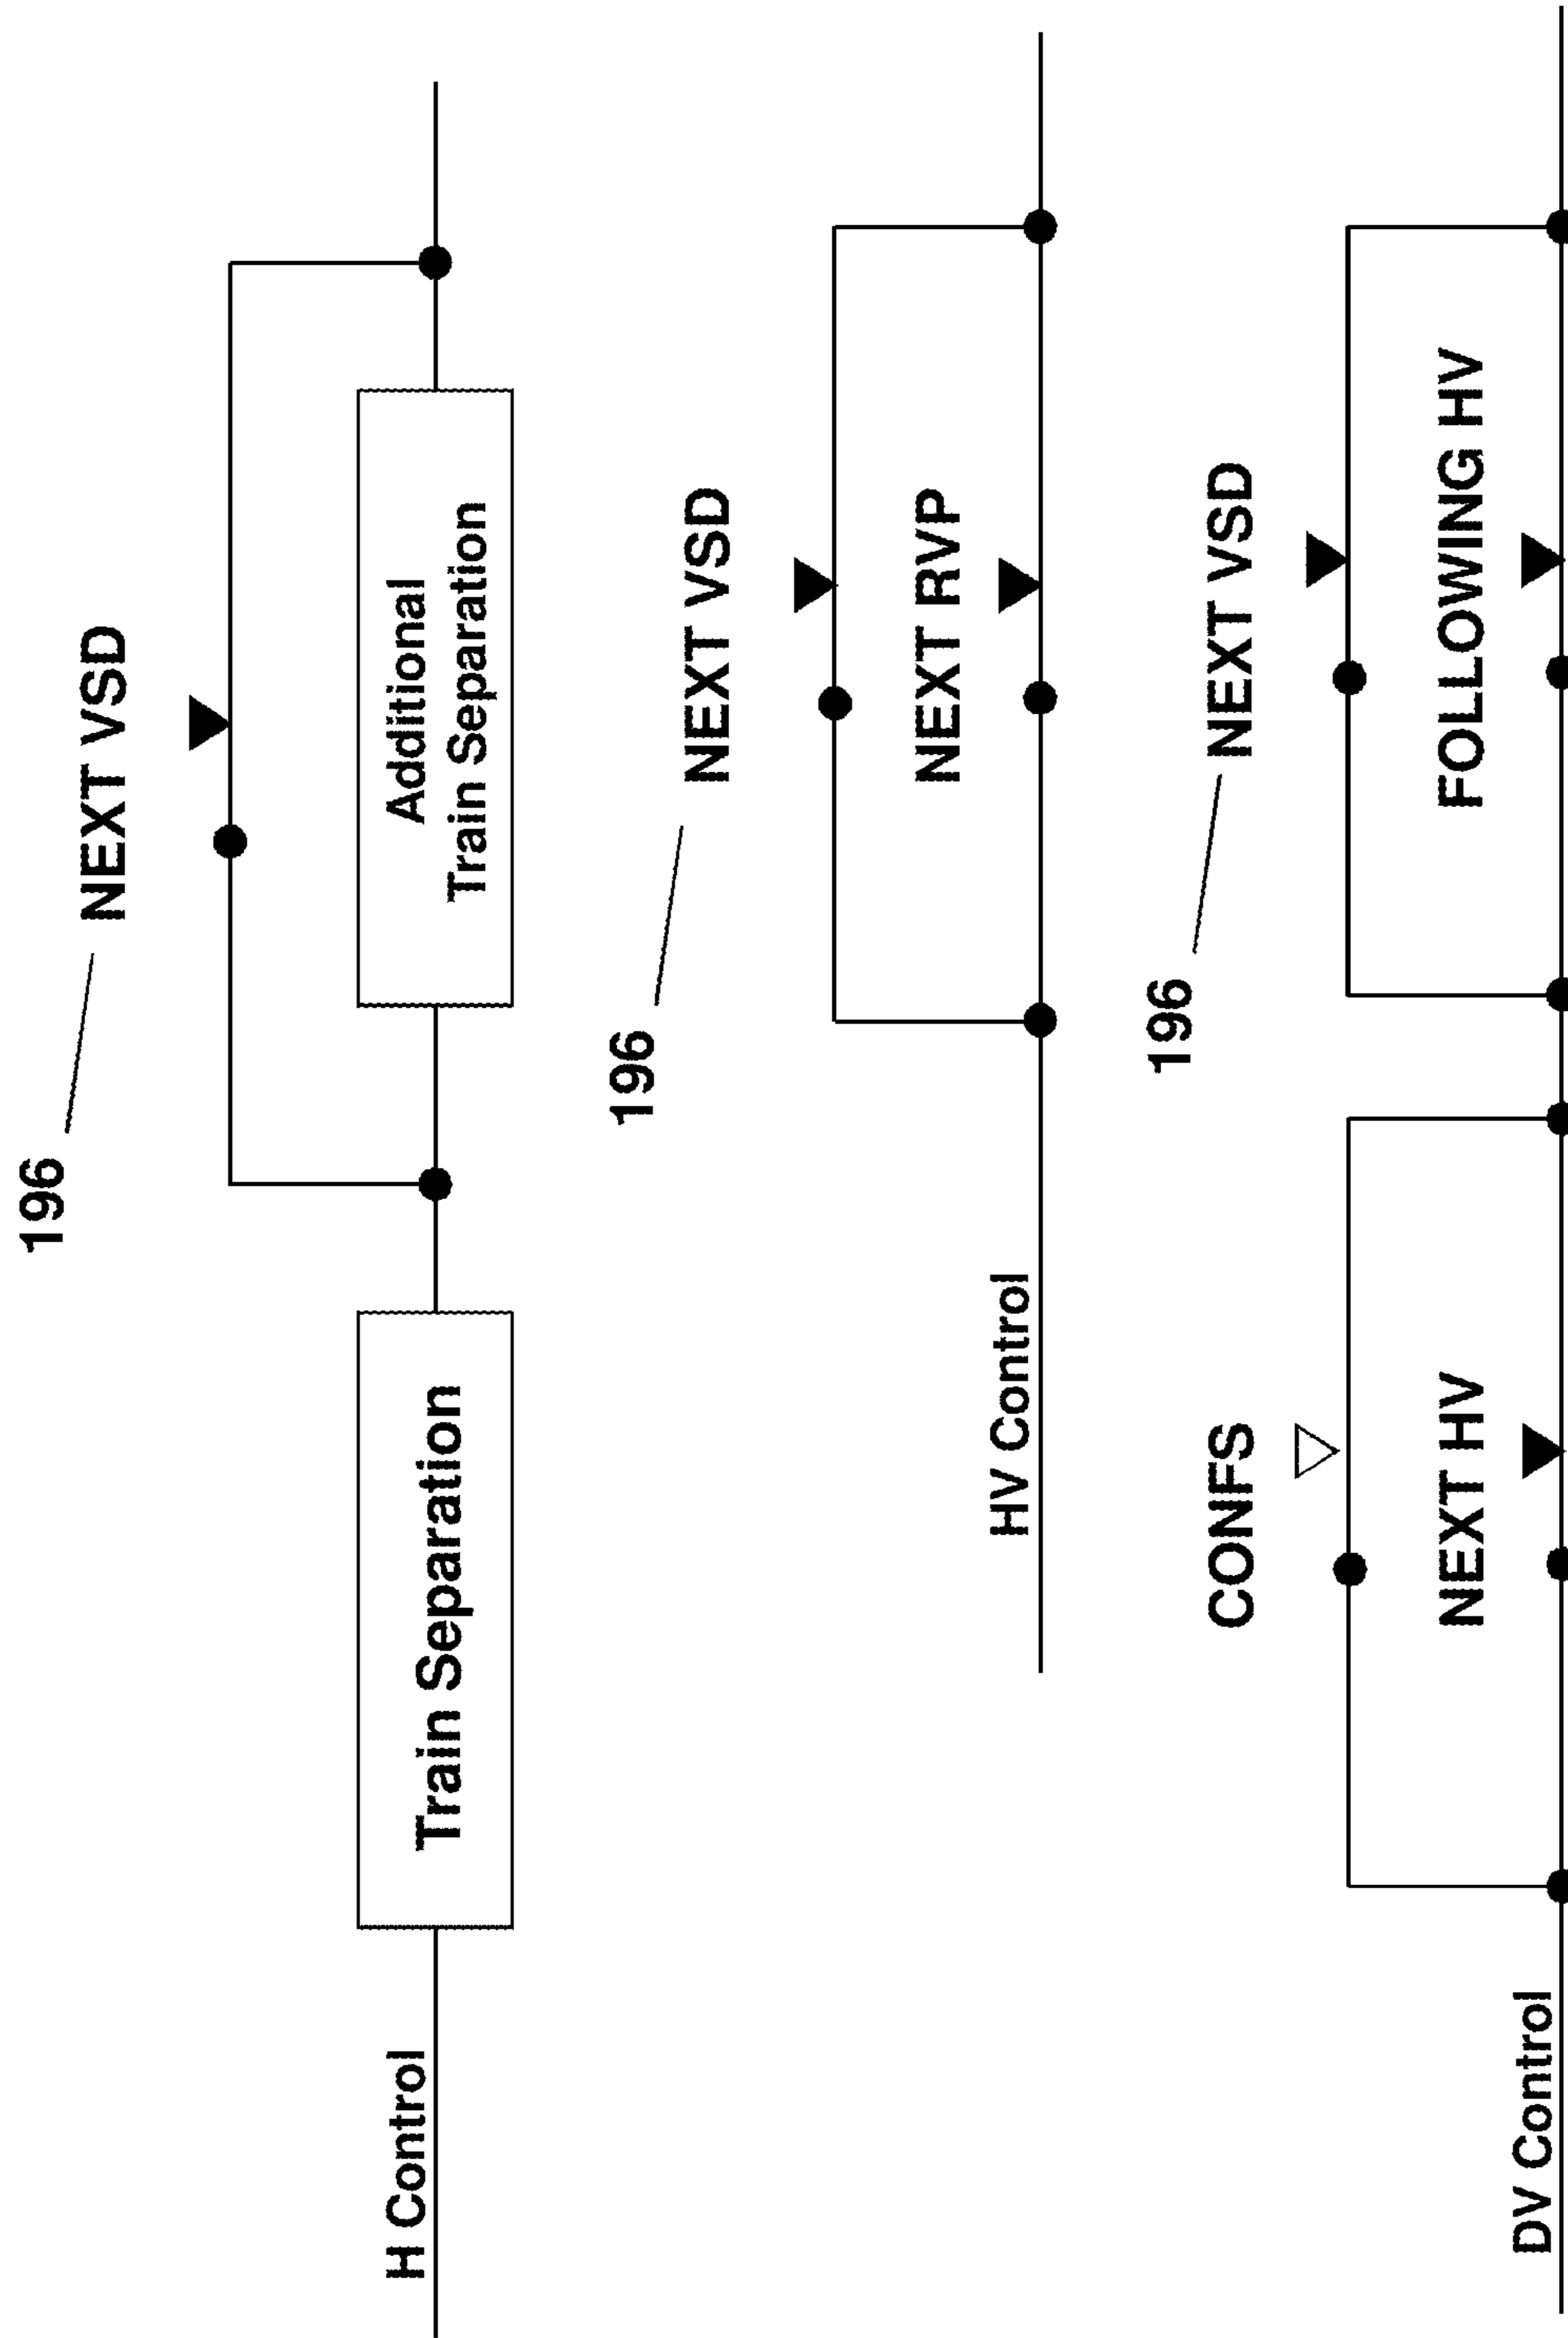 196
NEXT VSD
H Control
Train Separation
Additional
Train Separation
196
NEXT VSD
NEXT RVP
HV Control
196
CONFS
NEXT VSD
NEXT HV
FOLLOWING HV
DV Control